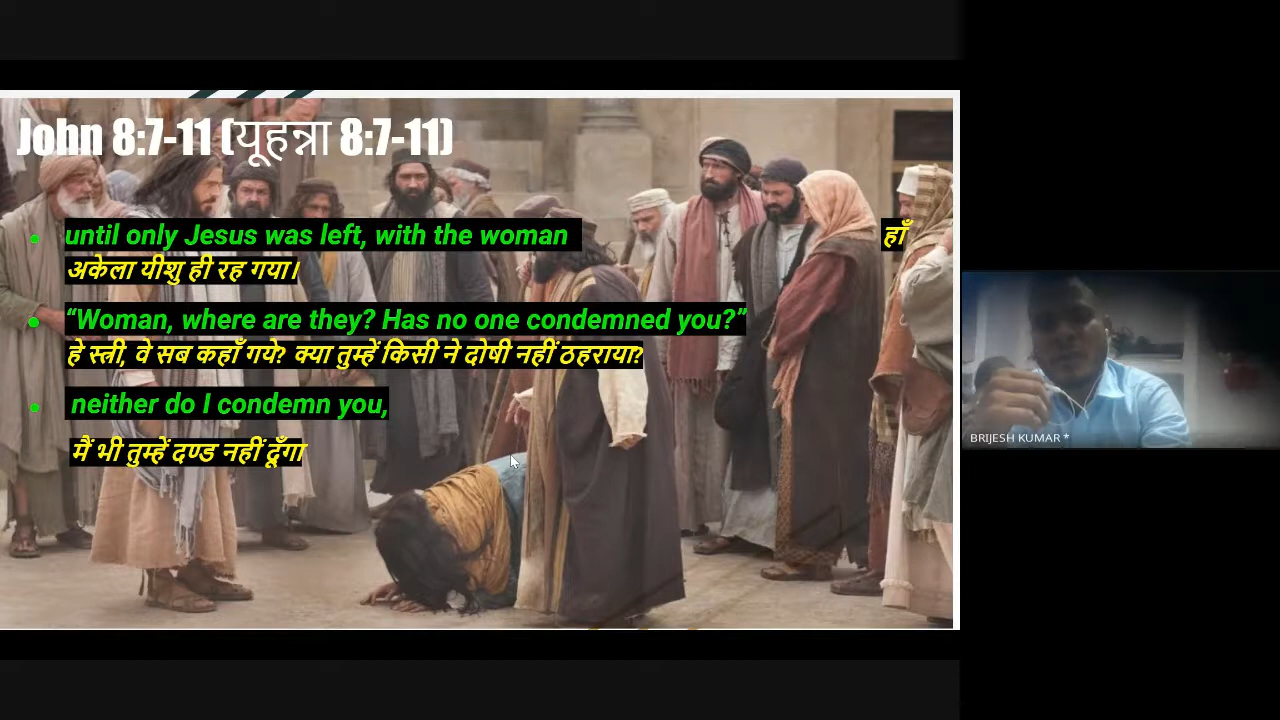 John 8:7-11 (यूहन्ना 8:7-11)
until only Jesus was left, with the woman हाँ
अकेला यीशु ही रह गया।
“Woman, where are they? Has no one condemned you?”
हे स्त्री, वे सब कहाँ गये? क्या तुम्हें किसी ने दोषी नहीं ठहराया?
neither do I condemn you,
मैं भी तुम्हें दण्ड नहीं दूँगा
BRIJESH KUMAR *